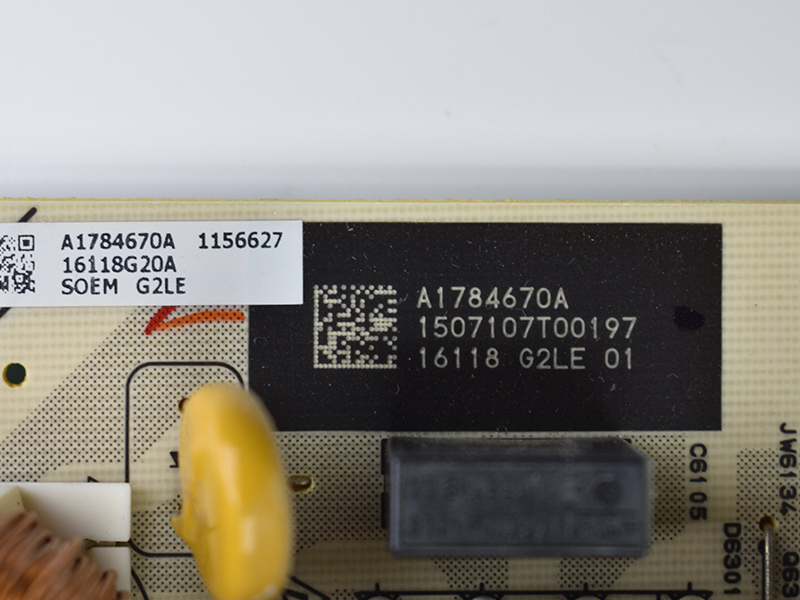 A1784670A 1156627
16118G20A
SOEM G2LE
A1784670A
1507107T00197
16118 G2LE 01
C6105
JW6134
D6301